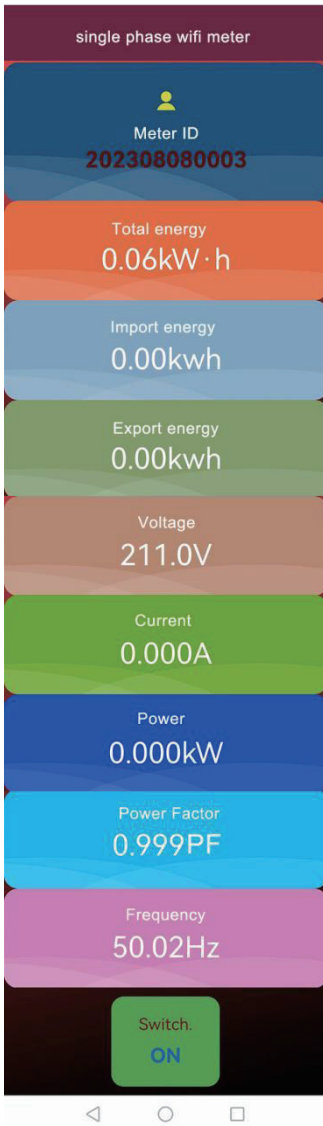 single phase wifi meter
Meter ID
202308080003
Total energy
0.06kW·h
Import energy
0.00kwh
Export energy
0.00kwh
Voltage
211.0V
Current
0.000A
Power
0.000kW
Power Factor
0.999PF
Frequency
50.02Hz
Switch.
ON